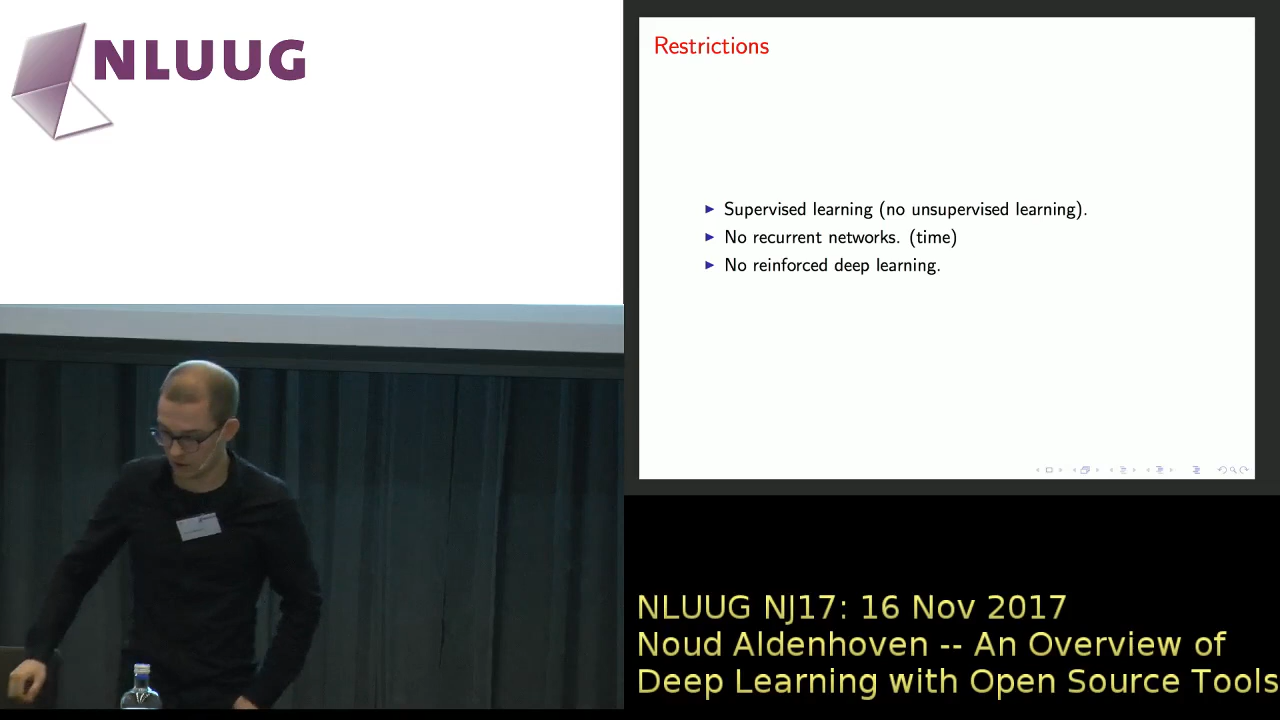 NLUUG
Restrictions
Supervised learning (no unsupervised learning).
No recurrent networks. (time)
No reinforced deep learning.
NLUUG NJ17: 16 Nov 2017
Noud Aldenhoven -- An Overview of
Deep Learning with Open Source Tools